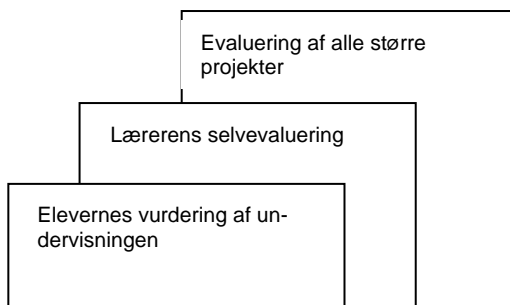 Evaluering af alle større
projekter
Lærerens selvevaluering
Elevernes vurdering af un-
dervisningen